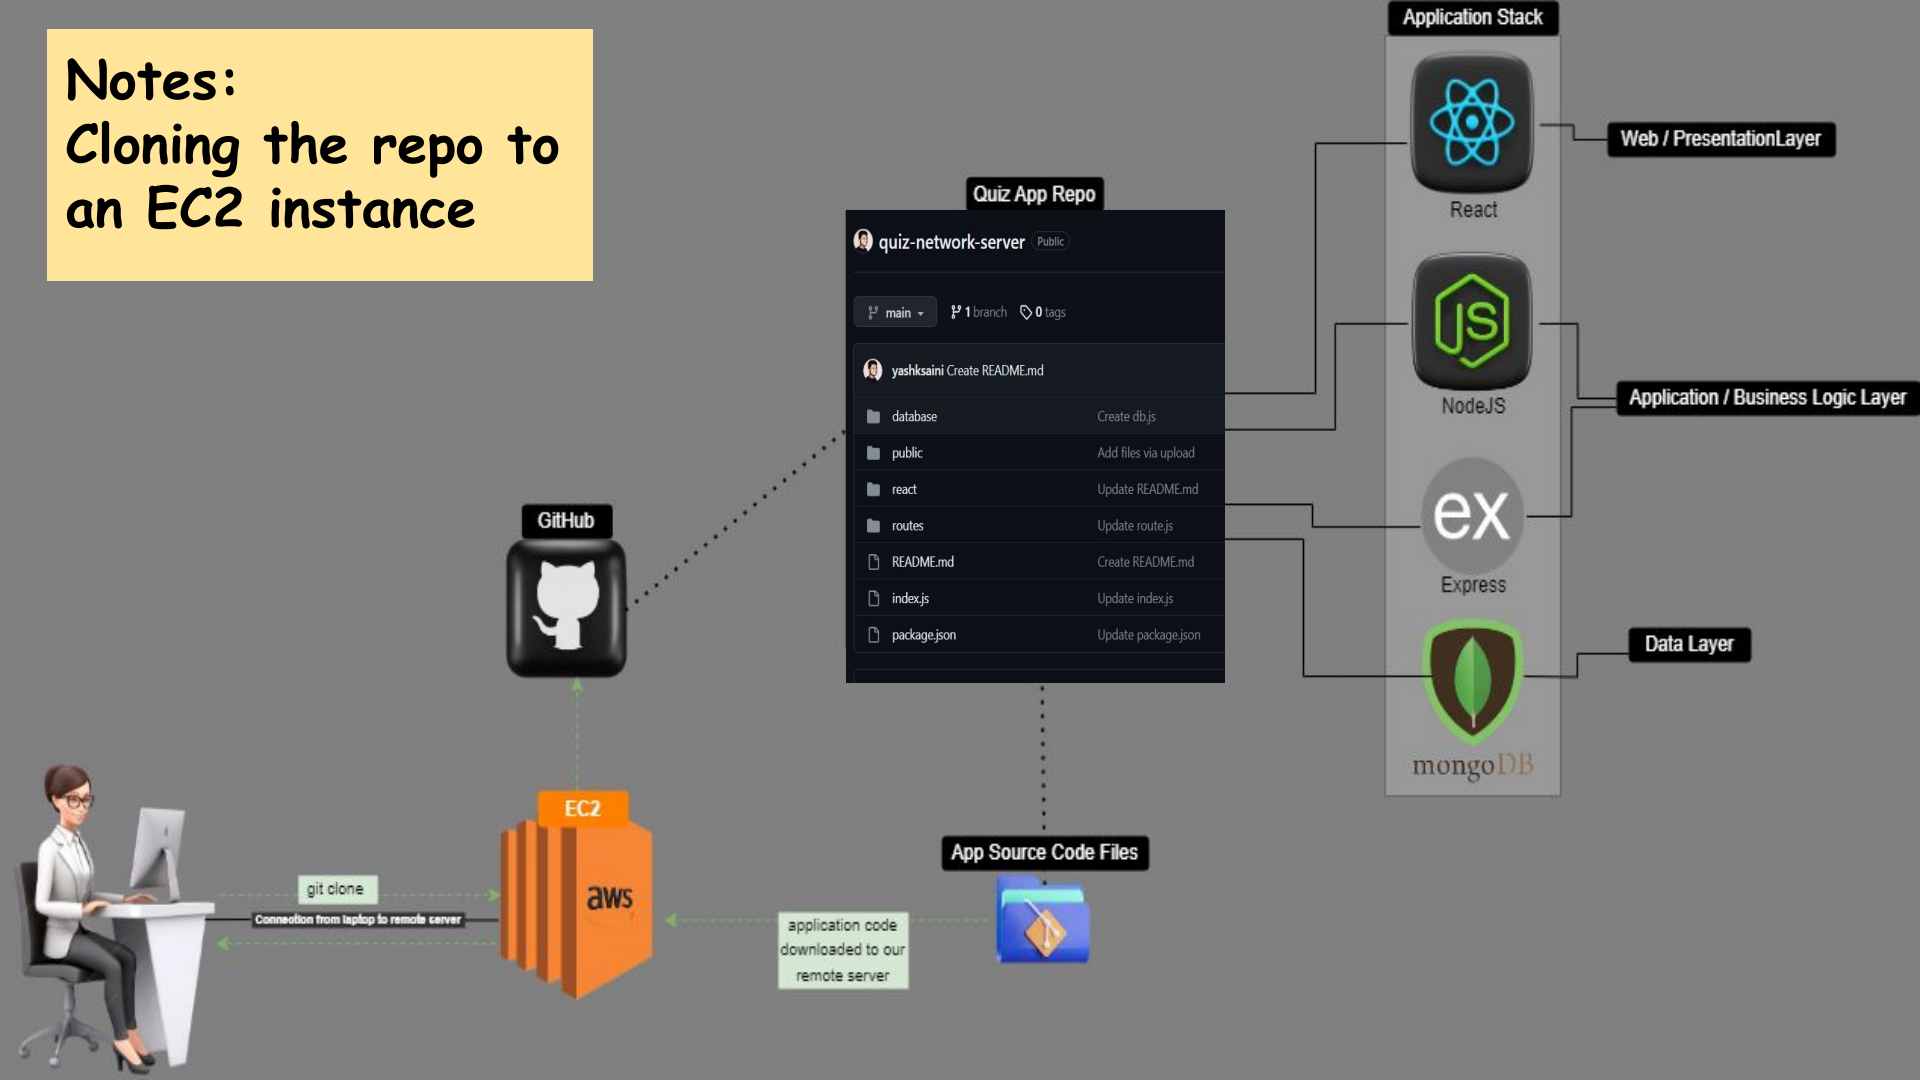 Notes:
Cloning the repo to
an EC2 instance
Application Stack
React
Web / PresentationLayer
JS
NodeJS
Application / Business Logic Layer
ex
Express
Data Layer
mongoDB
Quiz App Repo
quiz-network-server Public
main 1 branch 0 tags
yashksaini Create README.md
database Create db.js
public Add files via upload
react Update README.md
routes Update route.js
README.md Create README.md
index.js Update index.js
package.json Update package.json
GitHub
EC2
aws
git clone
Connection from laptop to remote server
App Source Code Files
application code
downloaded to our
remote server